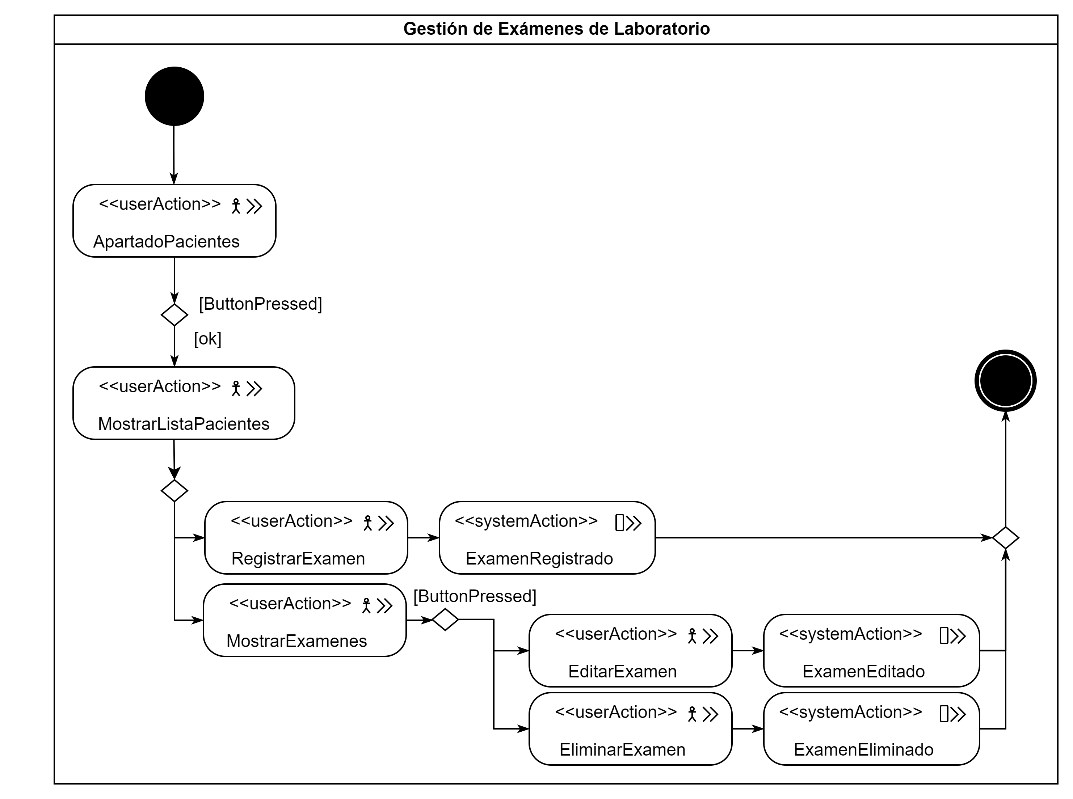 Gestión de Exámenes de Laboratorio
<<userAction>>
ApartadoPacientes
[ButtonPressed]
[ok]
<<userAction>>
MostrarListaPacientes
<<userAction>>
RegistrarExamen
<<systemAction>>
ExamenRegistrado
<<userAction>>
MostrarExamenes
[ButtonPressed]
<<userAction>>
EditarExamen
<<systemAction>>
ExamenEditado
<<userAction>>
EliminarExamen
<<systemAction>>
ExamenEliminado